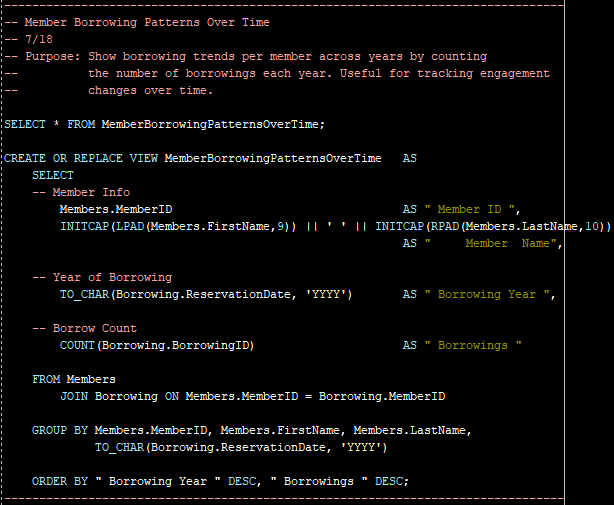 --------------------------------------------------------------------------------
-- Member Borrowing Patterns Over Time
-- 7/18
-- Purpose: Show borrowing trends per member across years by counting
--          the number of borrowings each year. Useful for tracking engagement
--          changes over time.
SELECT * FROM MemberBorrowingPatternsOverTime;
CREATE OR REPLACE VIEW MemberBorrowingPatternsOverTime   AS
    SELECT
    -- Member Info
        Members.MemberID                                 AS " Member ID ",
        INITCAP(LPAD(Members.FirstName,9)) || ' ' || INITCAP(RPAD(Members.LastName,10))
                                                         AS "     Member  Name",
    -- Year of Borrowing
        TO_CHAR(Borrowing.ReservationDate, 'YYYY')       AS " Borrowing Year ",
    -- Borrow Count
        COUNT(Borrowing.BorrowingID)                     AS " Borrowings "
    FROM Members
        JOIN Borrowing ON Members.MemberID = Borrowing.MemberID
    GROUP BY Members.MemberID, Members.FirstName, Members.LastName,
             TO_CHAR(Borrowing.ReservationDate, 'YYYY')
    ORDER BY " Borrowing Year " DESC, " Borrowings " DESC;
--------------------------------------------------------------------------------